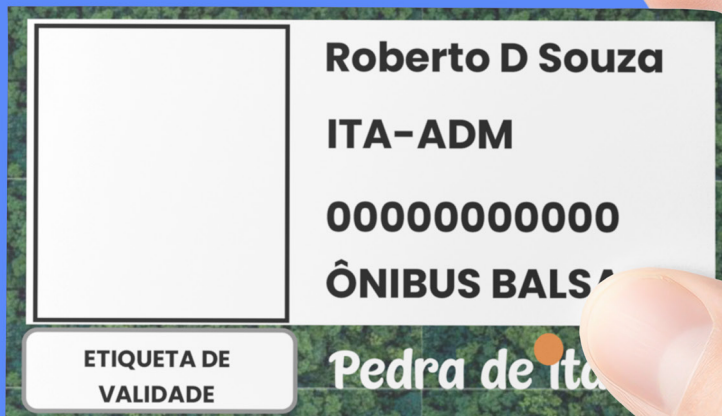 Roberto D Souza
ITA-ADM
00000000000
ÔNIBUS BALSA
ETIQUETA DE
VALIDADE
Pedra de